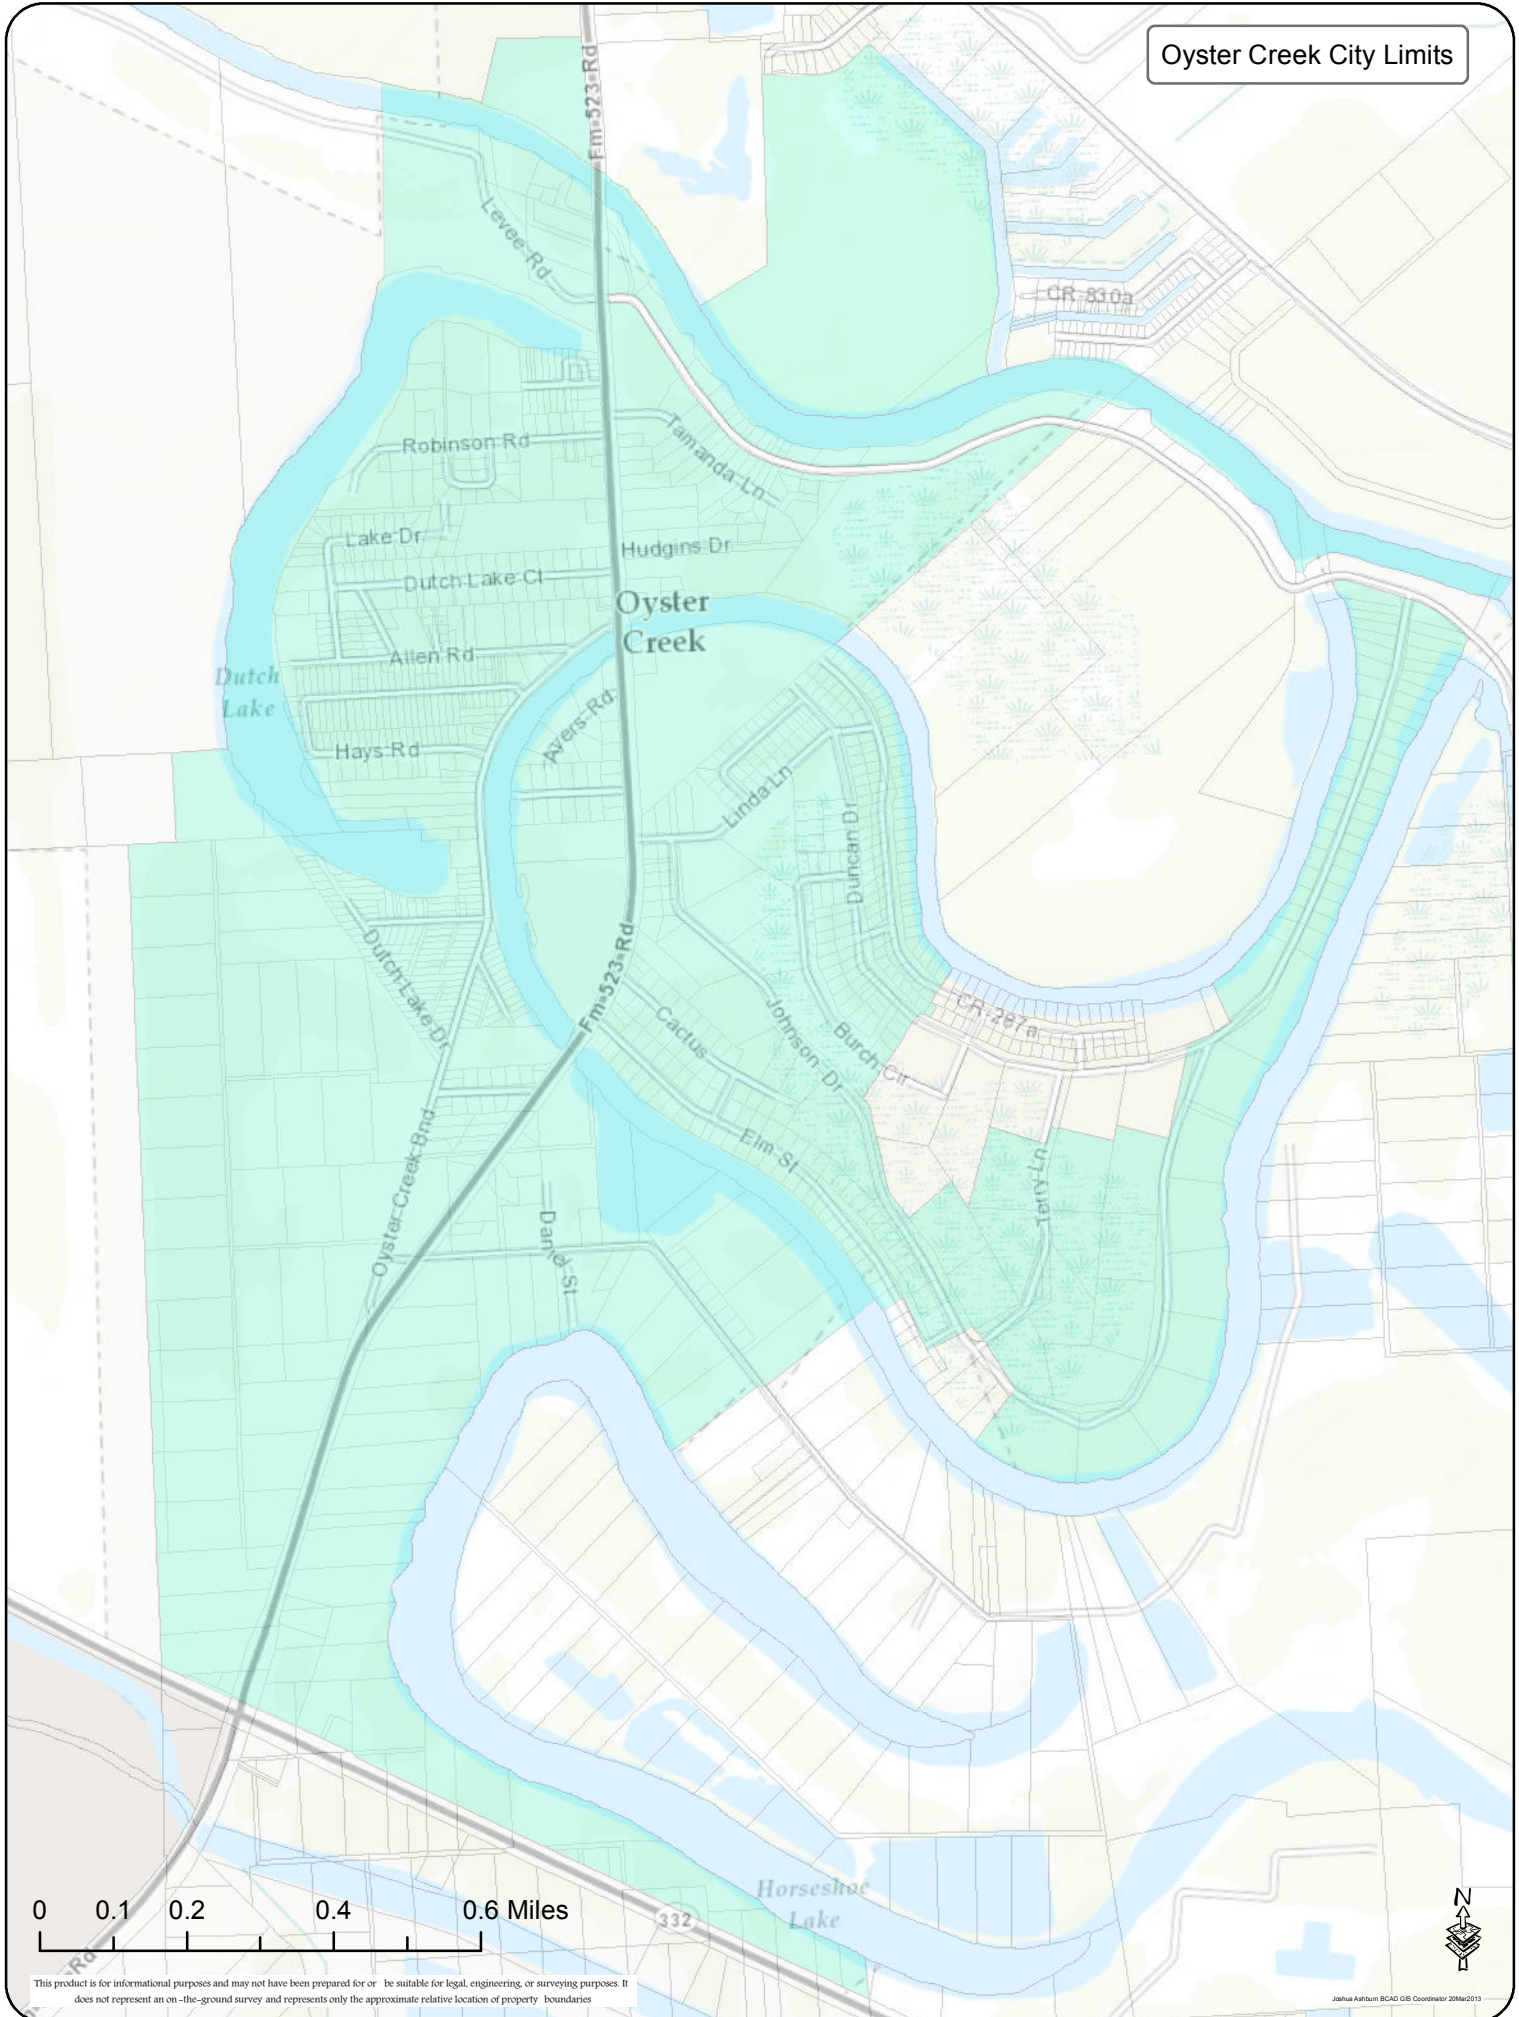 Oyster Creek City Limits
Fm-523-Rd
Levee-Rd
CR-830a
Robinson-Rd
Tamanda-Ln
Lake-Dr
Hudgins-Dr
Dutch-Lake-Cl
Oyster
Creek
Allen-Rd
Dutch
Lake
Ayers-Rd
Hays-Rd
Linda-Ln
Duncan-Dr
Dutch-Lake-Dr
Fm-523-Rd
CR-287a
Cactus
Johnson-Dr
Burch-Cir
Oyster-Creek-Bnd
Elm-St
Terry-Ln
Daniel-St
Horseshoe
Lake
332
Rd
0 0.1 0.2 0.4 0.6 Miles
N
This product is for informational purposes and may not have been prepared for or be suitable for legal, engineering, or surveying purposes. It
does not represent an on-the-ground survey and represents only the approximate relative location of property boundaries
Joshua Ashburn BCAD GIS Coordinator 20Mar2013